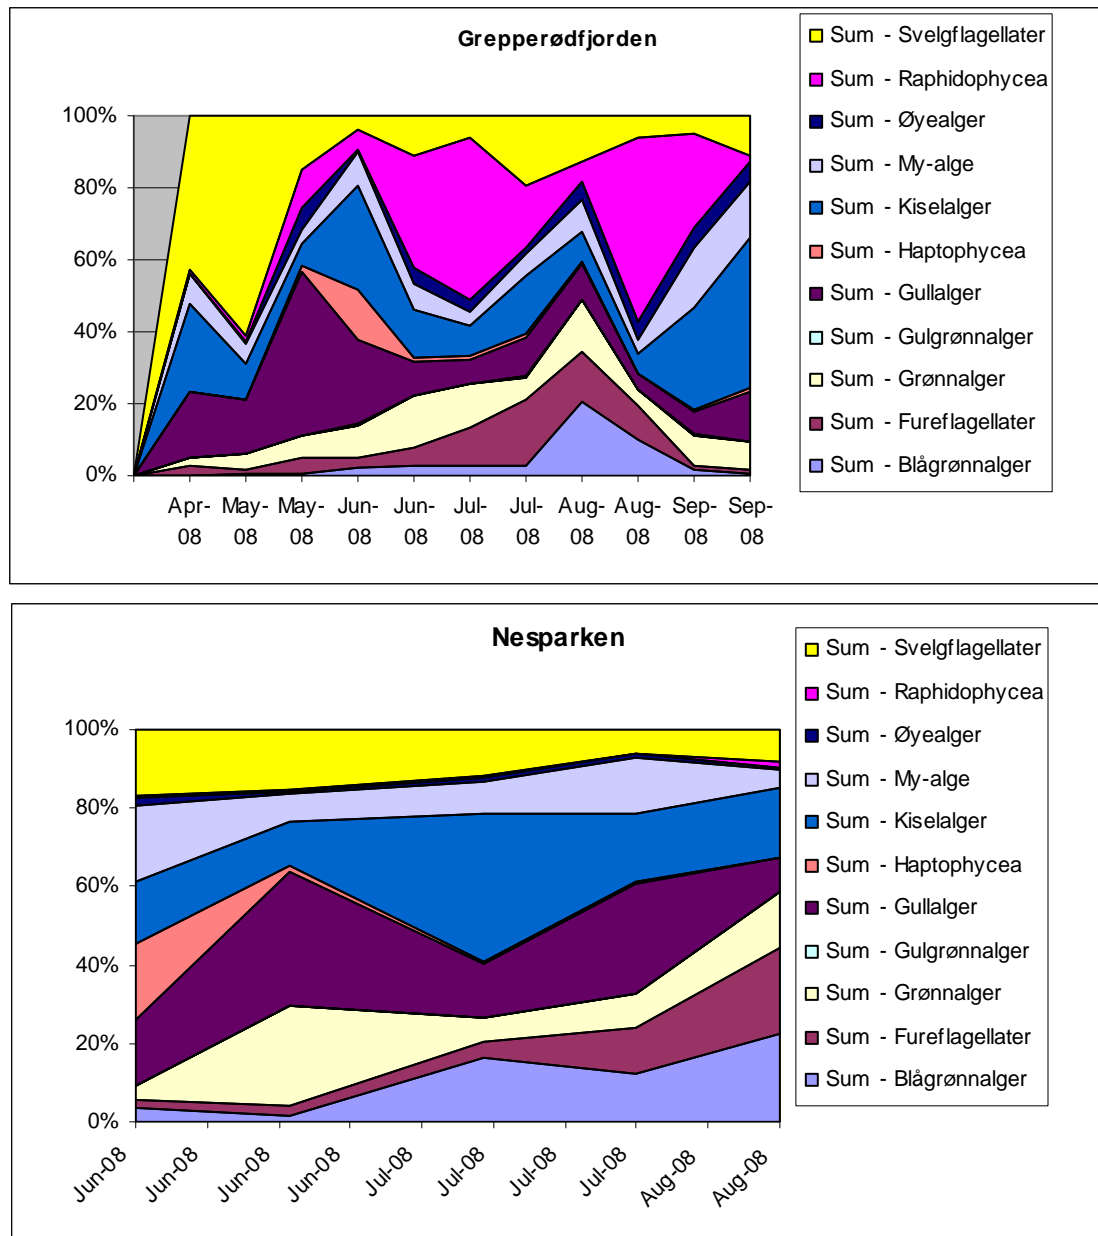 Grepperødfjorden
100%
80%
60%
40%
20%
0%
Apr- May- May- Jun- Jun- Jul- Jul- Aug- Aug- Sep- Sep-
08 08 08 08 08 08 08 08 08 08 08
Sum - Svelgflagellater
Sum - Raphidophycea
Sum - Øyealger
Sum - My-alge
Sum - Kiselalger
Sum - Haptophycea
Sum - Gullalger
Sum - Gulgrønnalger
Sum - Grønnalger
Sum - Fureflagellater
Sum - Blågrønnalger
Nesparken
100%
80%
60%
40%
20%
0%
Jun-08 Jun-08 Jun-08 Jun-08 Jul-08 Jul-08 Jul-08 Jul-08 Aug-08 Aug-08
Sum - Svelgflagellater
Sum - Raphidophycea
Sum - Øyealger
Sum - My-alge
Sum - Kiselalger
Sum - Haptophycea
Sum - Gullalger
Sum - Gulgrønnalger
Sum - Grønnalger
Sum - Fureflagellater
Sum - Blågrønnalger